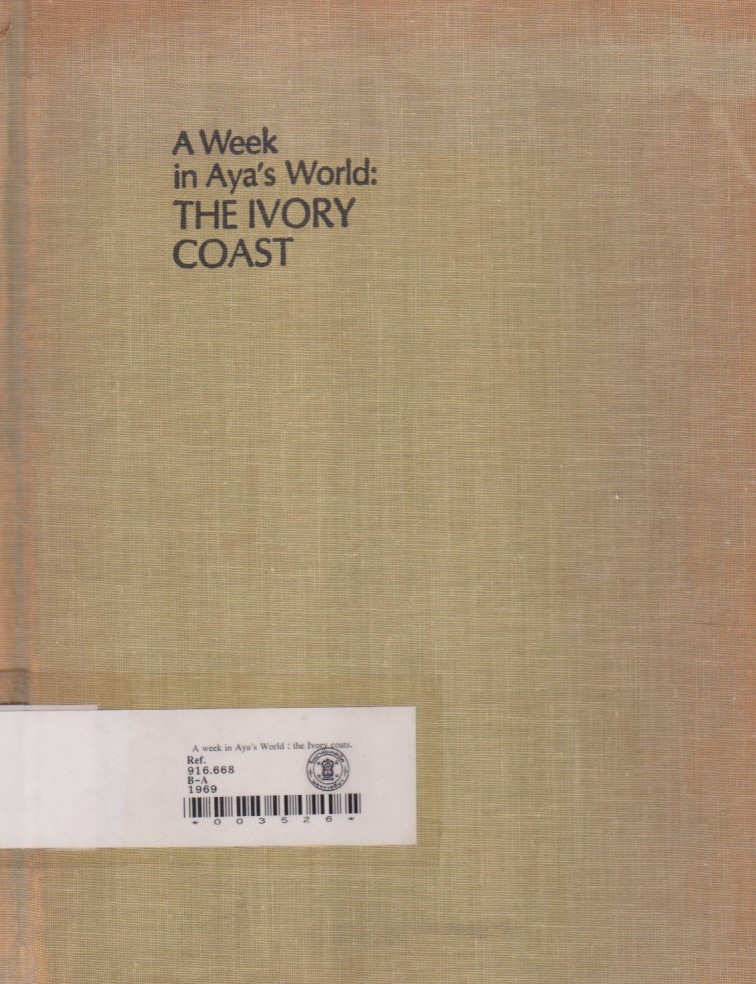 A Week
in Aya's World:
THE IVORY
COAST
A week in Aya's World : the Ivory coats.
Ref.
916.668
B-A
1969
* 0 0 3 5 2 6 *